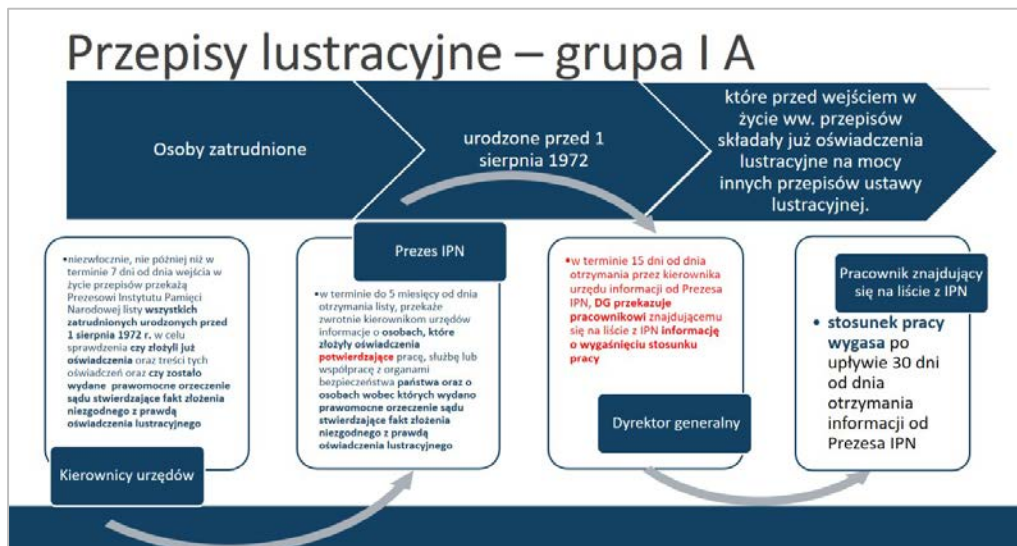 Przepisy lustracyjne – grupa I A
Osoby zatrudnione
urodzone przed 1
sierpnia 1972
które przed wejściem w
życie ww. przepisów
składały już oświadczenia
lustracyjne na mocy
innych przepisów ustawy
lustracyjnej.
•niezwłocznie, nie później niż w
terminie 7 dni od dnia wejścia w
życie przepisów przekażą
Prezesowi Instytutu Pamięci
Narodowej listy wszystkich
zatrudnionych urodzonych przed
1 sierpnia 1972 r. w celu
sprawdzenia czy złożyli już
oświadczenia oraz treści tych
oświadczeń oraz czy zostało
wydane prawomocne orzeczenie
sądu stwierdzające fakt złożenia
niezgodnego z prawdą
oświadczenia lustracyjnego
Kierownicy urzędów
Prezes IPN
•w terminie do 5 miesięcy od dnia
otrzymania listy, przekaże
zwrotnie kierownikom urzędów
informacje o osobach, które
złożyły oświadczenia
potwierdzające pracę, służbę lub
współpracę z organami
bezpieczeństwa państwa oraz o
osobach wobec których wydano
prawomocne orzeczenie sądu
stwierdzające fakt złożenia
niezgodnego z prawdą
oświadczenia lustracyjnego
•w terminie 15 dni od dnia
otrzymania przez kierownika
urzędu informacji od Prezesa
IPN, DG przekazuje
pracownikowi znajdującemu
się na liście z IPN informację
o wygaśnięciu stosunku
pracy
Dyrektor generalny
Pracownik znajdujący
się na liście z IPN
• stosunek pracy
wygasa po
upływie 30 dni
od dnia
otrzymania
informacji od
Prezesa IPN